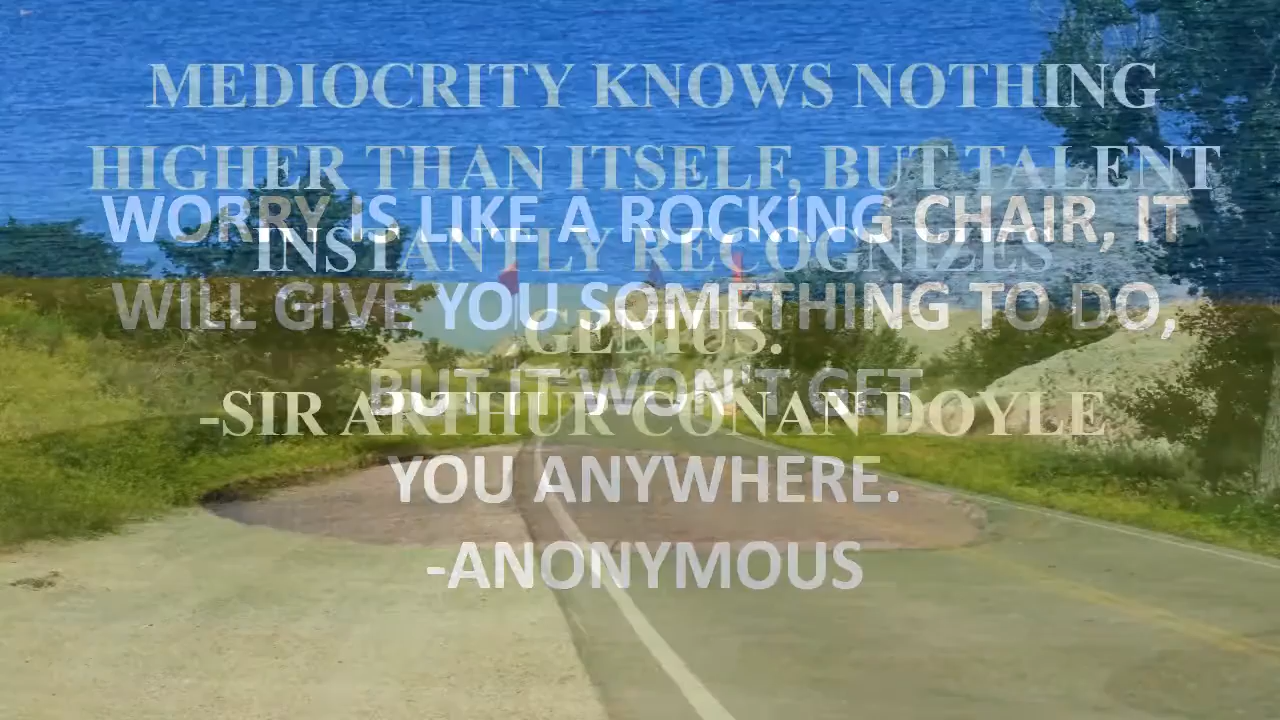 MEDIOCRITY KNOWS NOTHING
HIGHER THAN ITSELF, BUT TALENT
INSTANTLY RECOGNIZES
GENIUS.
-SIR ARTHUR CONAN DOYLE
WORRY IS LIKE A ROCKING CHAIR, IT
WILL GIVE YOU SOMETHING TO DO,
BUT IT WON'T GET
YOU ANYWHERE.
-ANONYMOUS